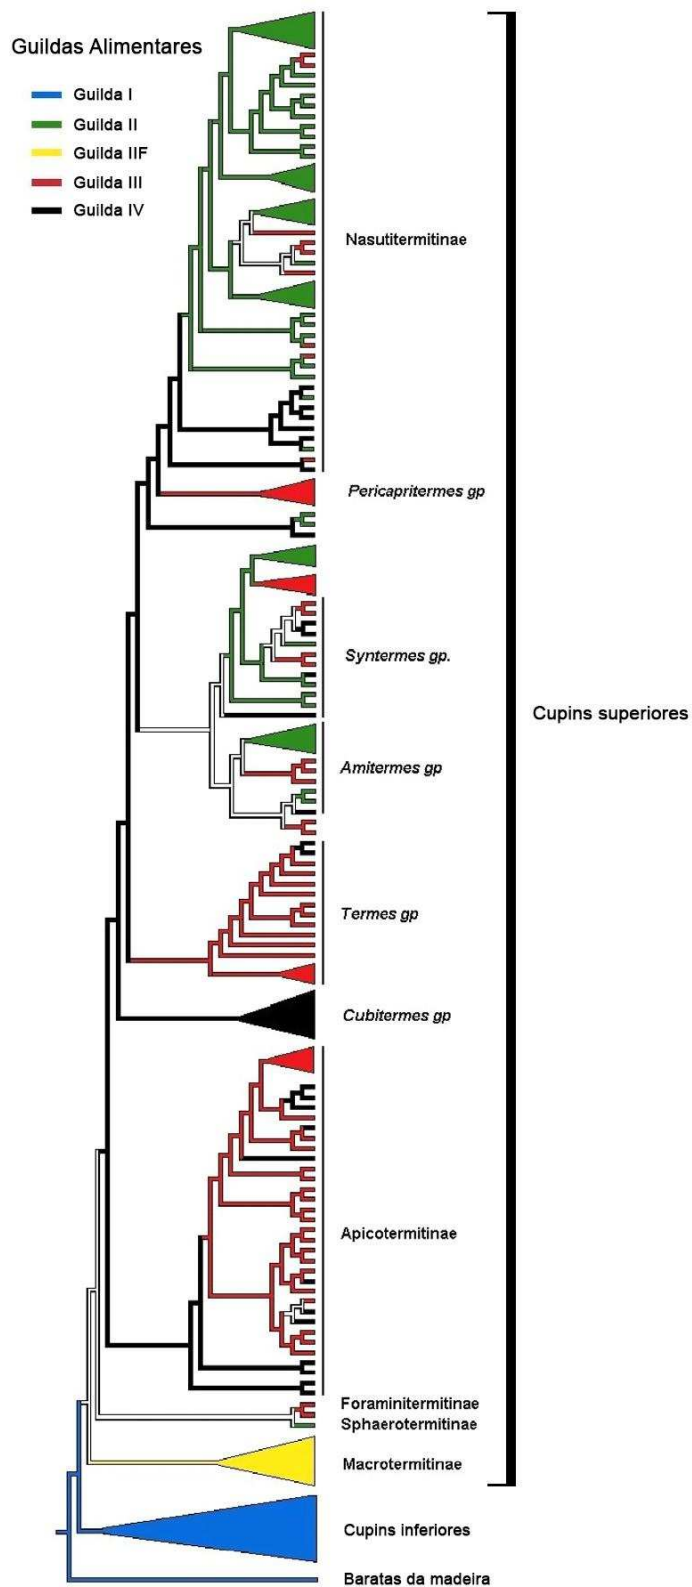 Guildas Alimentares
Guilda I
Guilda II
Guilda IIF
Guilda III
Guilda IV
Nasutitermitinae
Pericapritermes gp
Syntermes gp.
Cupins superiores
Amitermes gp
Termes gp
Cubitermes gp
Apicotermitinae
Foraminitermitinae
Sphaerotermitinae
Macrotermitinae
Cupins inferiores
Baratas da madeira